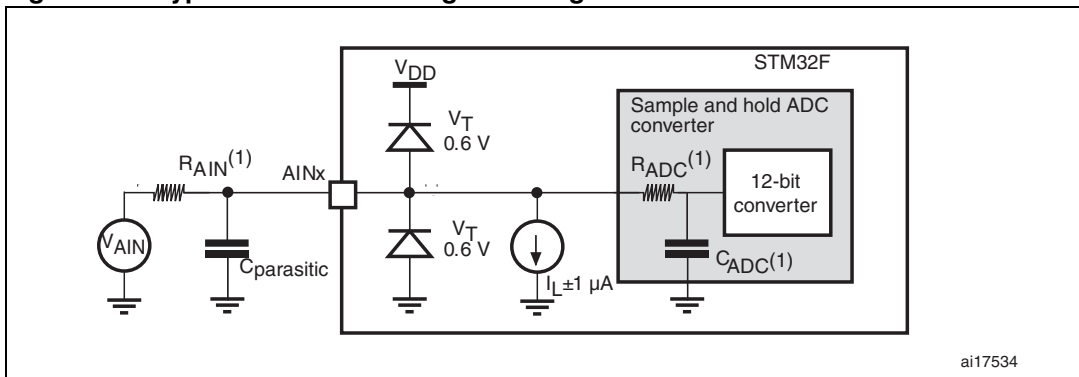 STM32F
VDD
Sample and hold ADC
converter
VT
0.6 V
RAIN(1)
AINx
RADC(1)
12-bit
converter
VAIN
Cparasitic
VT
0.6 V
IL±1 µA
CADC(1)
ai17534